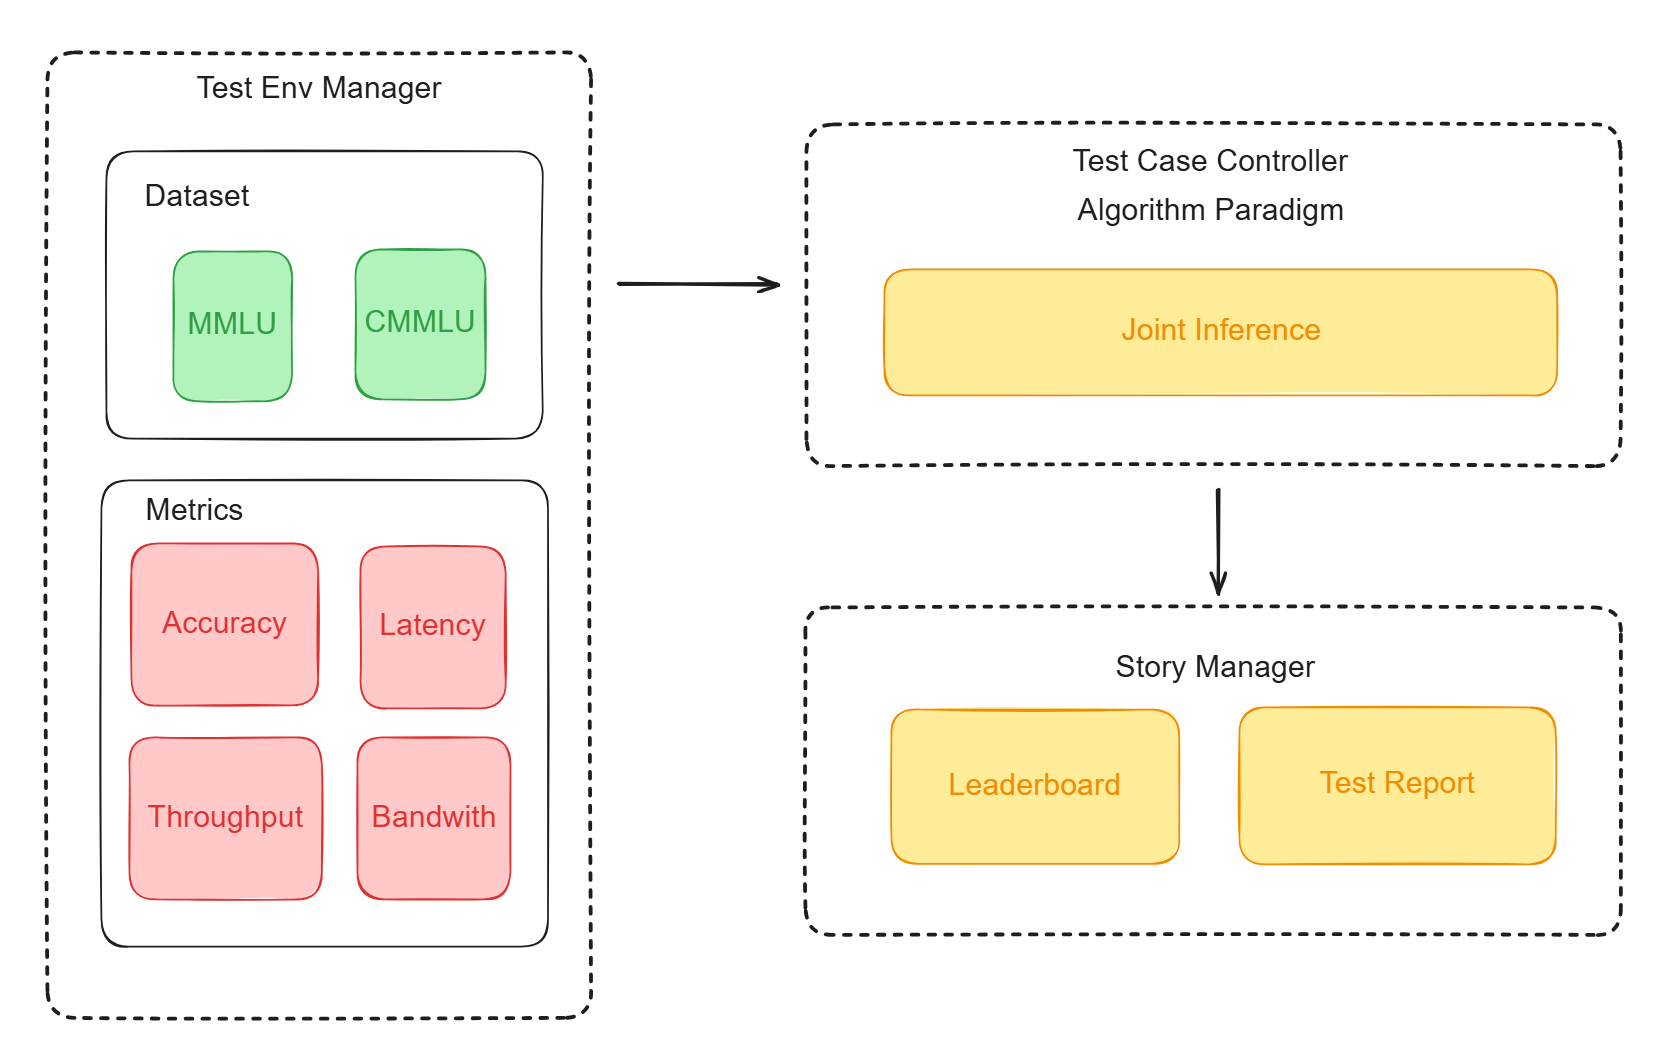 Test Env Manager
Dataset
MMLU
CMMLU
Metrics
Accuracy
Latency
Throughput
Bandwith
Test Case Controller
Algorithm Paradigm
Joint Inference
Story Manager
Leaderboard
Test Report